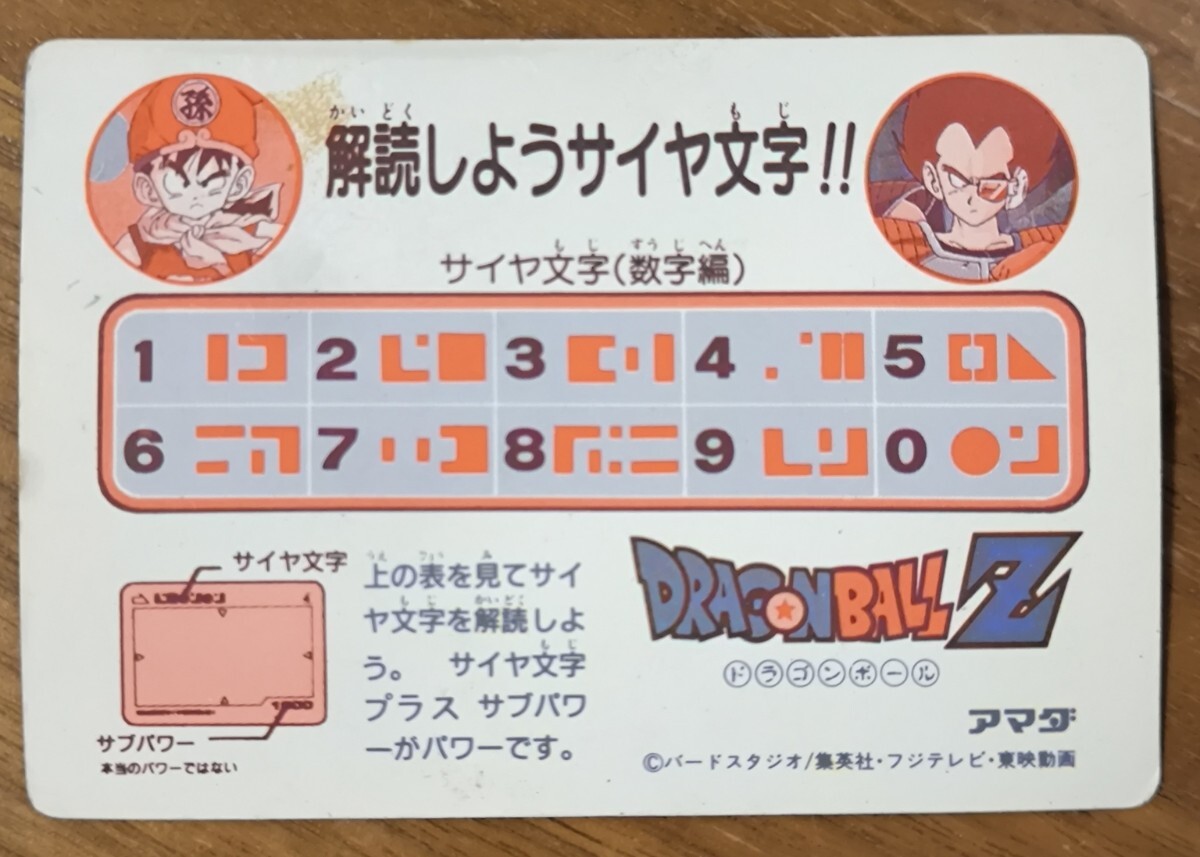 孫
かいどく もじ
解読しようサイヤ文字!!
もじ すうじへん
サイヤ文字(数字編)
1 2 3 4 5
6 7 8 9 0
サイヤ文字
サブパワー
本当のパワーではない
うえ ひょう み
上の表を見てサイ
もじ かいどく
ヤ文字を解読しよ
もじ
う。 サイヤ文字
プラス サブパワ
ーがパワーです。
DRAGON BALL Z
ドラゴンボール
アマダ
©バードスタジオ/集英社・フジテレビ・東映動画